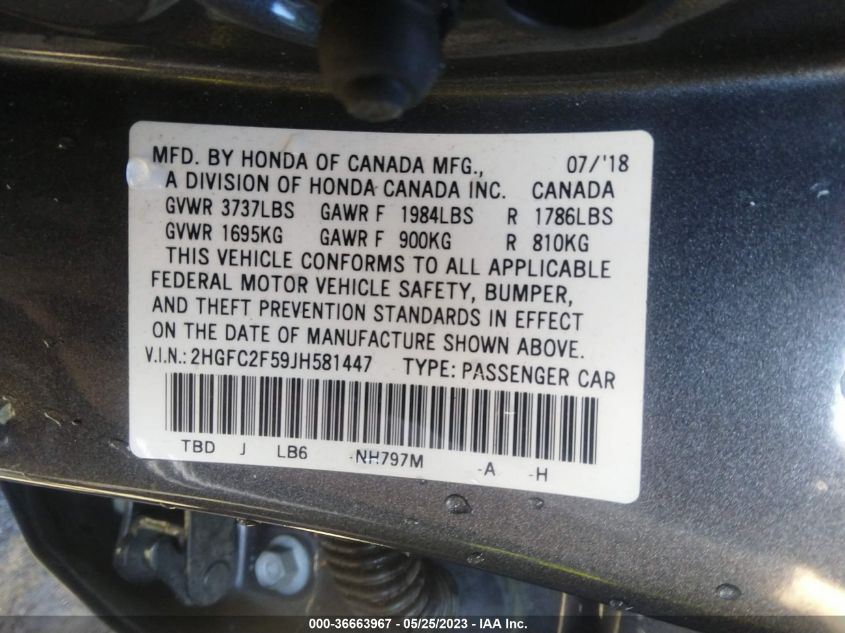 MFD. BY HONDA OF CANADA MFG., 07/'18
A DIVISION OF HONDA CANADA INC. CANADA
GVWR 3737LBS GAWR F 1984LBS R 1786LBS
GVWR 1695KG GAWR F 900KG R 810KG
THIS VEHICLE CONFORMS TO ALL APPLICABLE
FEDERAL MOTOR VEHICLE SAFETY, BUMPER,
AND THEFT PREVENTION STANDARDS IN EFFECT
ON THE DATE OF MANUFACTURE SHOWN ABOVE.
V.I.N.: 2HGFC2F59JH581447 TYPE: PASSENGER CAR
TBD J LB6 -NH797M -A -H
000-36663967 - 05/25/2023 - IAA Inc.